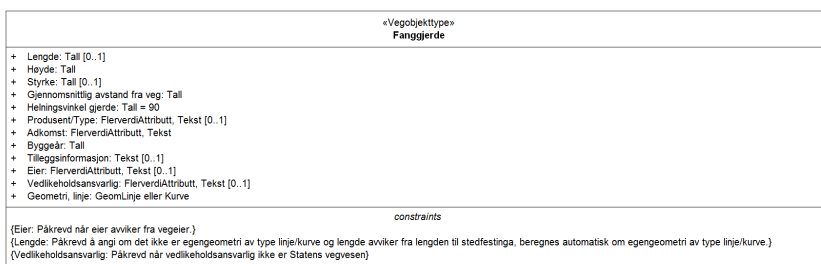 «Vegobjekttype»
Fanggjerde
+ Lengde: Tall [0..1]
+ Høyde: Tall
+ Styrke: Tall [0..1]
+ Gjennomsnittlig avstand fra veg: Tall
+ Helningsvinkel gjerde: Tall = 90
+ Produsent/Type: FlerverdiAttributt, Tekst [0..1]
+ Adkomst: FlerverdiAttributt, Tekst
+ Byggeår: Tall
+ Tilleggsinformasjon: Tekst [0..1]
+ Eier: FlerverdiAttributt, Tekst [0..1]
+ Vedlikeholdsansvarlig: FlerverdiAttributt, Tekst [0..1]
+ Geometri, linje: GeomLinje eller Kurve
constraints
{Eier: Påkrevd når eier avviker fra vegeier.}
{Lengde: Påkrevd å angi om det ikke er egengeometri av type linje/kurve og lengde avviker fra lengden til stedfestinga, beregnes automatisk om egengeometri av type linje/kurve.}
{Vedlikeholdsansvarlig: Påkrevd når vedlikeholdsansvarlig ikke er Statens vegvesen}